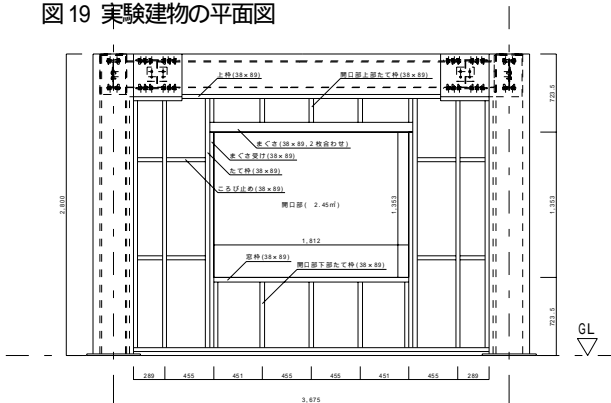 図19 実験建物の平面図
上枠(38×89)
開口部上部たて枠(38×89)
まぐさ(38×89,2枚合わせ)
まぐさ受け(38×89)
たて枠(38×89)
ころび止め(38×89)
開口部( 2.45㎡)
1,353
1,812
窓枠(38×89)
開口部下部たて枠(38×89)
2,800
723.5
1,353
723.5
GL
289 455 451 455 455 451 455 289
3,675